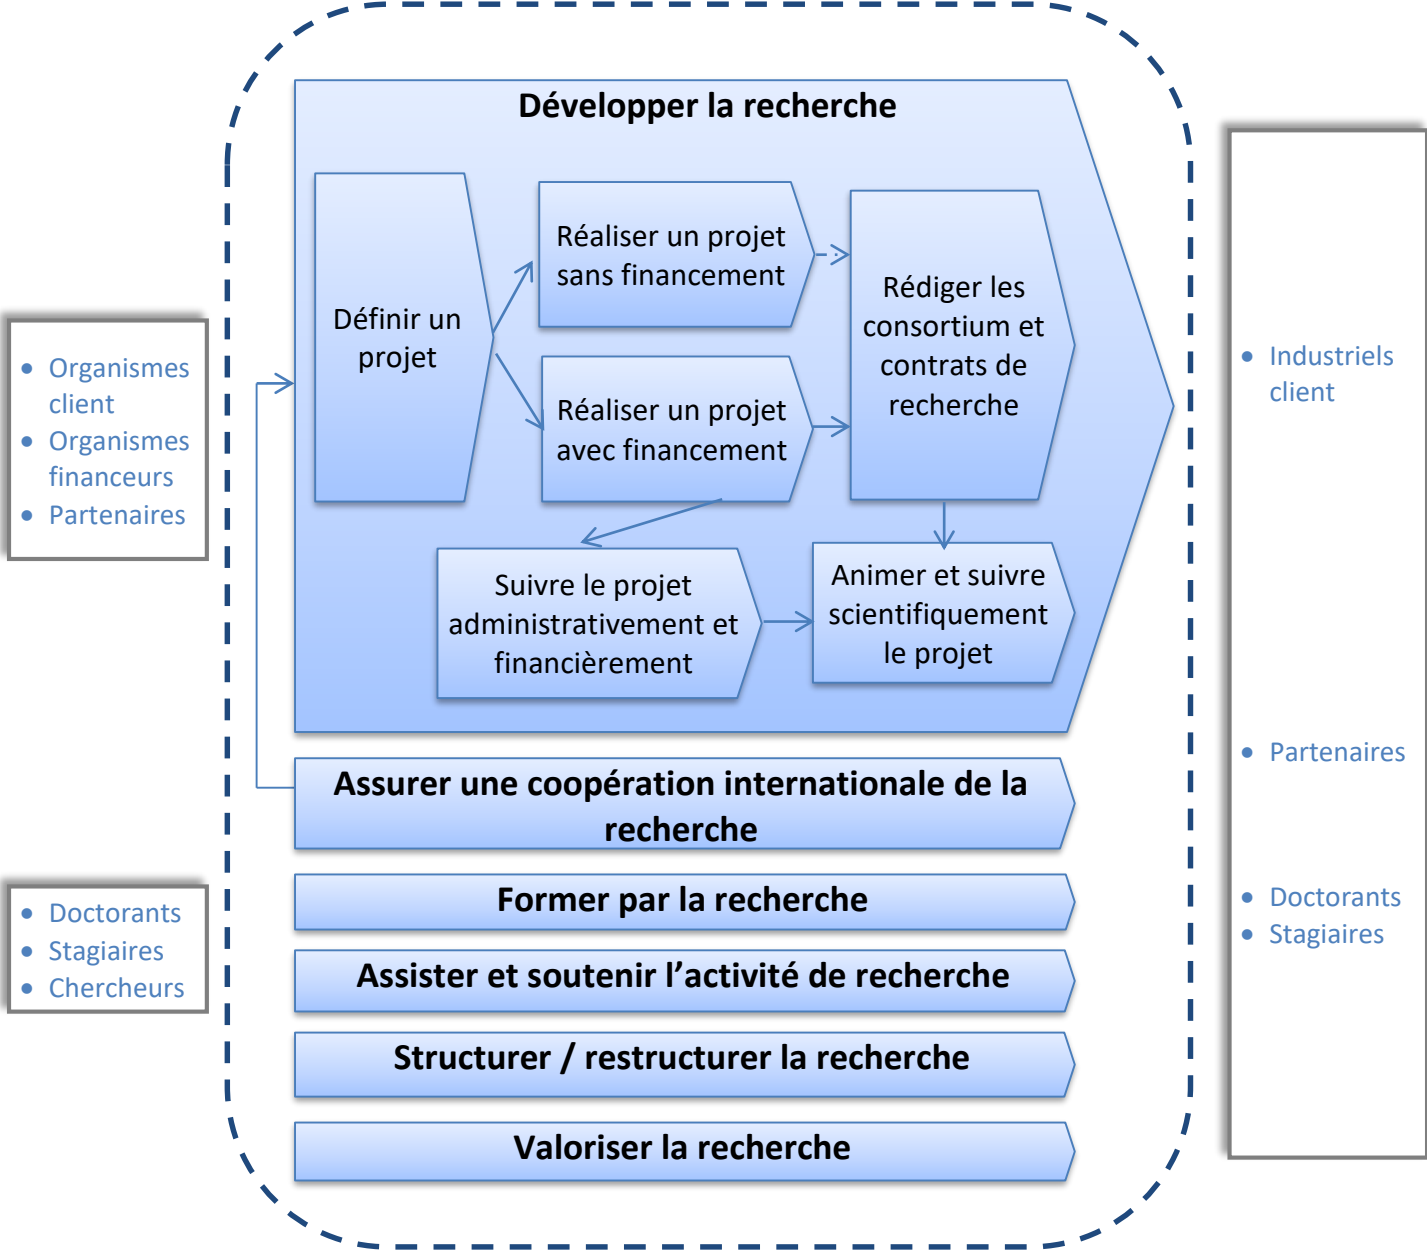 Développer la recherche
Définir un
projet
Réaliser un projet
sans financement
Réaliser un projet
avec financement
Rédiger les
consortium et
contrats de
recherche
Suivre le projet
administrativement et
financièrement
Animer et suivre
scientifiquement
le projet
• Organismes
client
• Organismes
financeurs
• Partenaires
• Industriels
client
Assurer une coopération internationale de la
recherche
• Partenaires
Former par la recherche
• Doctorants
• Stagiaires
• Chercheurs
• Doctorants
• Stagiaires
Assister et soutenir l’activité de recherche
Structurer / restructurer la recherche
Valoriser la recherche